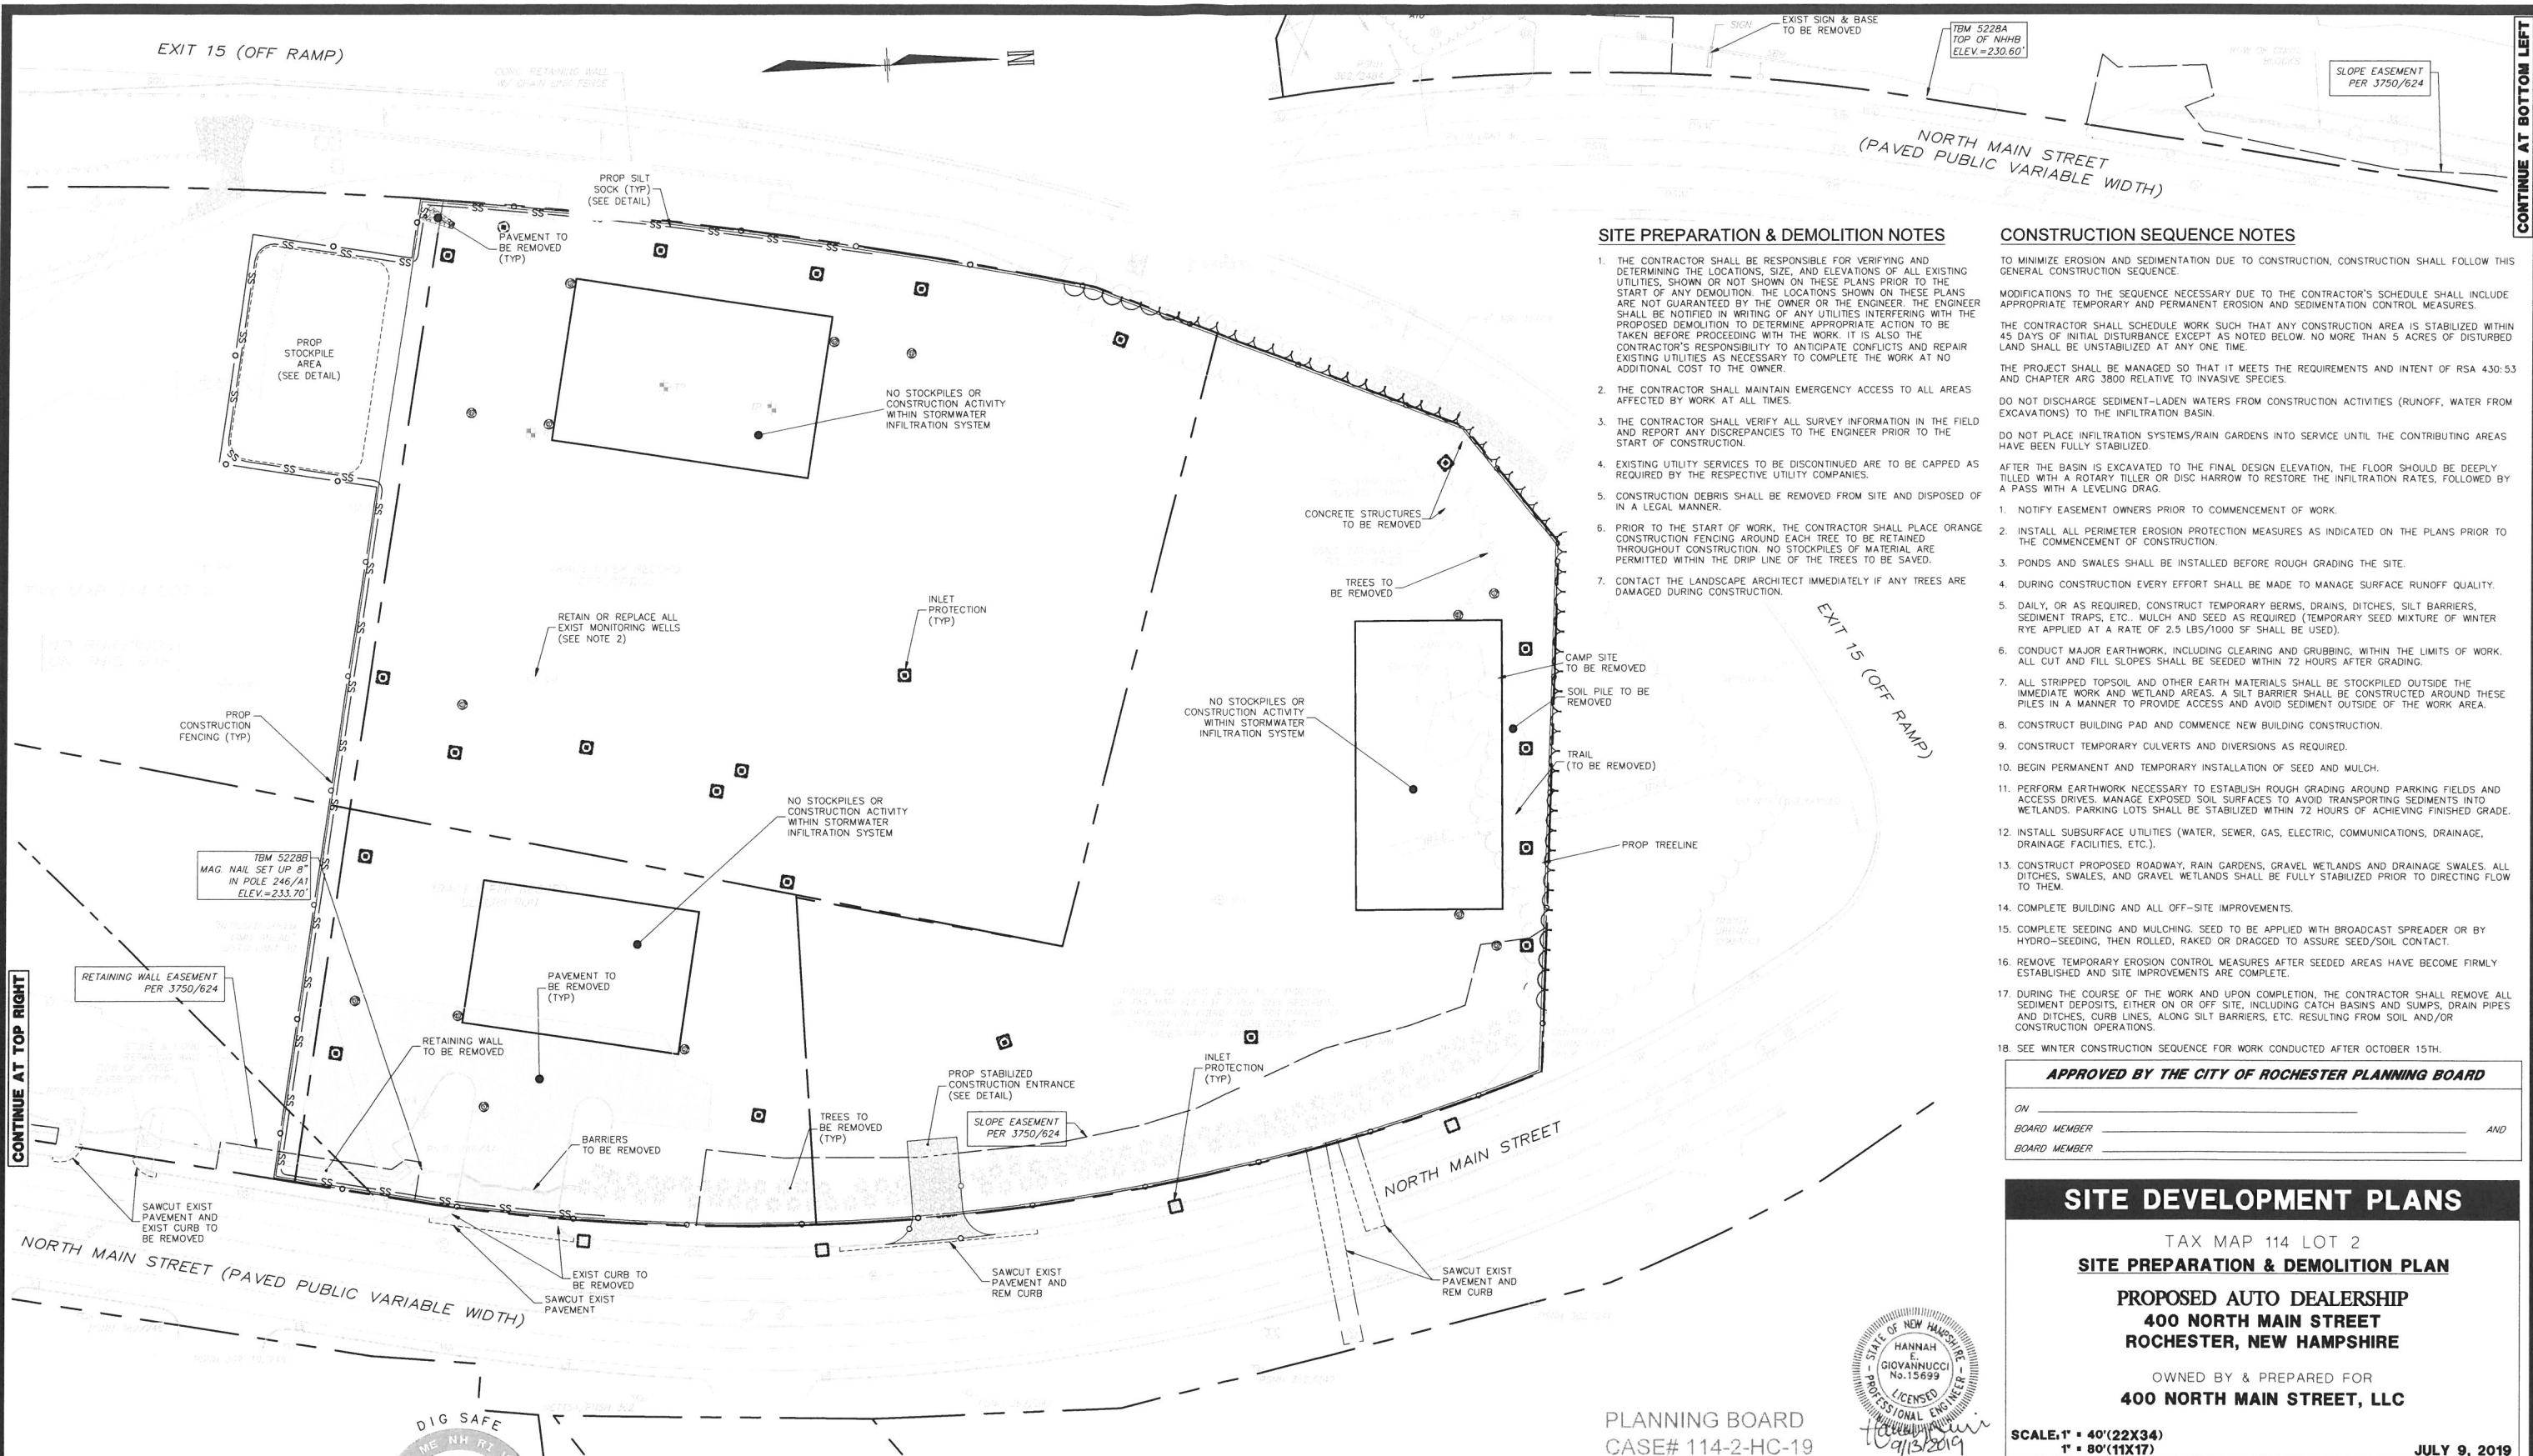 EXIT 15 (OFF RAMP)
N
EXIST SIGN & BASE
TO BE REMOVED
SIGN
TBM 5228A
TOP OF NHHB
ELEV.=230.60'
SLOPE EASEMENT
PER 3750/624
CONTINUE AT BOTTOM LEFT
NORTH MAIN STREET
(PAVED PUBLIC VARIABLE WIDTH)
CONC RETAINING WALL
W/ CHAIN LINK FENCE
PROP SILT
SOCK (TYP)
(SEE DETAIL)
PAVEMENT TO
BE REMOVED
(TYP)
PROP
STOCKPILE
AREA
(SEE DETAIL)
NO STOCKPILES OR
CONSTRUCTION ACTIVITY
WITHIN STORMWATER
INFILTRATION SYSTEM
CONCRETE STRUCTURES
TO BE REMOVED
TREES TO
BE REMOVED
RETAIN OR REPLACE ALL
EXIST MONITORING WELLS
(SEE NOTE 2)
INLET
PROTECTION
(TYP)
CAMP SITE
TO BE REMOVED
SOIL PILE TO BE
REMOVED
NO STOCKPILES OR
CONSTRUCTION ACTIVITY
WITHIN STORMWATER
INFILTRATION SYSTEM
TRAIL
(TO BE REMOVED)
EXIT 15 (OFF RAMP)
PROP
CONSTRUCTION
FENCING (TYP)
NO STOCKPILES OR
CONSTRUCTION ACTIVITY
WITHIN STORMWATER
INFILTRATION SYSTEM
PROP TREELINE
TBM 5228B
MAG. NAIL SET UP 8"
IN POLE 246/A1
ELEV.=233.70'
RETAINING WALL EASEMENT
PER 3750/624
CONTINUE AT TOP RIGHT
PAVEMENT TO
BE REMOVED
(TYP)
RETAINING WALL
TO BE REMOVED
PROP STABILIZED
CONSTRUCTION ENTRANCE
(SEE DETAIL)
INLET
PROTECTION
(TYP)
TREES TO
BE REMOVED
(TYP)
SLOPE EASEMENT
PER 3750/624
BARRIERS
TO BE REMOVED
NORTH MAIN STREET
SAWCUT EXIST
PAVEMENT AND
EXIST CURB TO
BE REMOVED
NORTH MAIN STREET (PAVED PUBLIC VARIABLE WIDTH)
EXIST CURB TO
BE REMOVED
SAWCUT EXIST
PAVEMENT
SAWCUT EXIST
PAVEMENT AND
REM CURB
SAWCUT EXIST
PAVEMENT AND
REM CURB
DIG SAFE
ME NH RI
SITE PREPARATION & DEMOLITION NOTES
1. THE CONTRACTOR SHALL BE RESPONSIBLE FOR VERIFYING AND
DETERMINING THE LOCATIONS, SIZE, AND ELEVATIONS OF ALL EXISTING
UTILITIES, SHOWN OR NOT SHOWN ON THESE PLANS PRIOR TO THE
START OF ANY DEMOLITION. THE LOCATIONS SHOWN ON THESE PLANS
ARE NOT GUARANTEED BY THE OWNER OR THE ENGINEER. THE ENGINEER
SHALL BE NOTIFIED IN WRITING OF ANY UTILITIES INTERFERING WITH THE
PROPOSED DEMOLITION TO DETERMINE APPROPRIATE ACTION TO BE
TAKEN BEFORE PROCEEDING WITH THE WORK. IT IS ALSO THE
CONTRACTOR'S RESPONSIBILITY TO ANTICIPATE CONFLICTS AND REPAIR
EXISTING UTILITIES AS NECESSARY TO COMPLETE THE WORK AT NO
ADDITIONAL COST TO THE OWNER.
2. THE CONTRACTOR SHALL MAINTAIN EMERGENCY ACCESS TO ALL AREAS
AFFECTED BY WORK AT ALL TIMES.
3. THE CONTRACTOR SHALL VERIFY ALL SURVEY INFORMATION IN THE FIELD
AND REPORT ANY DISCREPANCIES TO THE ENGINEER PRIOR TO THE
START OF CONSTRUCTION.
4. EXISTING UTILITY SERVICES TO BE DISCONTINUED ARE TO BE CAPPED AS
REQUIRED BY THE RESPECTIVE UTILITY COMPANIES.
5. CONSTRUCTION DEBRIS SHALL BE REMOVED FROM SITE AND DISPOSED OF
IN A LEGAL MANNER.
6. PRIOR TO THE START OF WORK, THE CONTRACTOR SHALL PLACE ORANGE
CONSTRUCTION FENCING AROUND EACH TREE TO BE RETAINED
THROUGHOUT CONSTRUCTION. NO STOCKPILES OF MATERIAL ARE
PERMITTED WITHIN THE DRIP LINE OF THE TREES TO BE SAVED.
7. CONTACT THE LANDSCAPE ARCHITECT IMMEDIATELY IF ANY TREES ARE
DAMAGED DURING CONSTRUCTION.
CONSTRUCTION SEQUENCE NOTES
TO MINIMIZE EROSION AND SEDIMENTATION DUE TO CONSTRUCTION, CONSTRUCTION SHALL FOLLOW THIS
GENERAL CONSTRUCTION SEQUENCE.
MODIFICATIONS TO THE SEQUENCE NECESSARY DUE TO THE CONTRACTOR'S SCHEDULE SHALL INCLUDE
APPROPRIATE TEMPORARY AND PERMANENT EROSION AND SEDIMENTATION CONTROL MEASURES.
THE CONTRACTOR SHALL SCHEDULE WORK SUCH THAT ANY CONSTRUCTION AREA IS STABILIZED WITHIN
45 DAYS OF INITIAL DISTURBANCE EXCEPT AS NOTED BELOW. NO MORE THAN 5 ACRES OF DISTURBED
LAND SHALL BE UNSTABILIZED AT ANY ONE TIME.
THE PROJECT SHALL BE MANAGED SO THAT IT MEETS THE REQUIREMENTS AND INTENT OF RSA 430:53
AND CHAPTER ARG 3800 RELATIVE TO INVASIVE SPECIES.
DO NOT DISCHARGE SEDIMENT-LADEN WATERS FROM CONSTRUCTION ACTIVITIES (RUNOFF, WATER FROM
EXCAVATIONS) TO THE INFILTRATION BASIN.
DO NOT PLACE INFILTRATION SYSTEMS/RAIN GARDENS INTO SERVICE UNTIL THE CONTRIBUTING AREAS
HAVE BEEN FULLY STABILIZED.
AFTER THE BASIN IS EXCAVATED TO THE FINAL DESIGN ELEVATION, THE FLOOR SHOULD BE DEEPLY
TILLED WITH A ROTARY TILLER OR DISC HARROW TO RESTORE THE INFILTRATION RATES, FOLLOWED BY
A PASS WITH A LEVELING DRAG.
1. NOTIFY EASEMENT OWNERS PRIOR TO COMMENCEMENT OF WORK.
2. INSTALL ALL PERIMETER EROSION PROTECTION MEASURES AS INDICATED ON THE PLANS PRIOR TO
THE COMMENCEMENT OF CONSTRUCTION.
3. PONDS AND SWALES SHALL BE INSTALLED BEFORE ROUGH GRADING THE SITE.
4. DURING CONSTRUCTION EVERY EFFORT SHALL BE MADE TO MANAGE SURFACE RUNOFF QUALITY.
5. DAILY, OR AS REQUIRED, CONSTRUCT TEMPORARY BERMS, DRAINS, DITCHES, SILT BARRIERS,
SEDIMENT TRAPS, ETC.. MULCH AND SEED AS REQUIRED (TEMPORARY SEED MIXTURE OF WINTER
RYE APPLIED AT A RATE OF 2.5 LBS/1000 SF SHALL BE USED).
6. CONDUCT MAJOR EARTHWORK, INCLUDING CLEARING AND GRUBBING, WITHIN THE LIMITS OF WORK.
ALL CUT AND FILL SLOPES SHALL BE SEEDED WITHIN 72 HOURS AFTER GRADING.
7. ALL STRIPPED TOPSOIL AND OTHER EARTH MATERIALS SHALL BE STOCKPILED OUTSIDE THE
IMMEDIATE WORK AND WETLAND AREAS. A SILT BARRIER SHALL BE CONSTRUCTED AROUND THESE
PILES IN A MANNER TO PROVIDE ACCESS AND AVOID SEDIMENT OUTSIDE OF THE WORK AREA.
8. CONSTRUCT BUILDING PAD AND COMMENCE NEW BUILDING CONSTRUCTION.
9. CONSTRUCT TEMPORARY CULVERTS AND DIVERSIONS AS REQUIRED.
10. BEGIN PERMANENT AND TEMPORARY INSTALLATION OF SEED AND MULCH.
11. PERFORM EARTHWORK NECESSARY TO ESTABLISH ROUGH GRADING AROUND PARKING FIELDS AND
ACCESS DRIVES. MANAGE EXPOSED SOIL SURFACES TO AVOID TRANSPORTING SEDIMENTS INTO
WETLANDS. PARKING LOTS SHALL BE STABILIZED WITHIN 72 HOURS OF ACHIEVING FINISHED GRADE.
12. INSTALL SUBSURFACE UTILITIES (WATER, SEWER, GAS, ELECTRIC, COMMUNICATIONS, DRAINAGE,
DRAINAGE FACILITIES, ETC.).
13. CONSTRUCT PROPOSED ROADWAY, RAIN GARDENS, GRAVEL WETLANDS AND DRAINAGE SWALES. ALL
DITCHES, SWALES, AND GRAVEL WETLANDS SHALL BE FULLY STABILIZED PRIOR TO DIRECTING FLOW
TO THEM.
14. COMPLETE BUILDING AND ALL OFF-SITE IMPROVEMENTS.
15. COMPLETE SEEDING AND MULCHING. SEED TO BE APPLIED WITH BROADCAST SPREADER OR BY
HYDRO-SEEDING, THEN ROLLED, RAKED OR DRAGGED TO ASSURE SEED/SOIL CONTACT.
16. REMOVE TEMPORARY EROSION CONTROL MEASURES AFTER SEEDED AREAS HAVE BECOME FIRMLY
ESTABLISHED AND SITE IMPROVEMENTS ARE COMPLETE.
17. DURING THE COURSE OF THE WORK AND UPON COMPLETION, THE CONTRACTOR SHALL REMOVE ALL
SEDIMENT DEPOSITS, EITHER ON OR OFF SITE, INCLUDING CATCH BASINS AND SUMPS, DRAIN PIPES
AND DITCHES, CURB LINES, ALONG SILT BARRIERS, ETC. RESULTING FROM SOIL AND/OR
CONSTRUCTION OPERATIONS.
18. SEE WINTER CONSTRUCTION SEQUENCE FOR WORK CONDUCTED AFTER OCTOBER 15TH.
APPROVED BY THE CITY OF ROCHESTER PLANNING BOARD
ON
BOARD MEMBER AND
BOARD MEMBER
SITE DEVELOPMENT PLANS
TAX MAP 114 LOT 2
SITE PREPARATION & DEMOLITION PLAN
PROPOSED AUTO DEALERSHIP
400 NORTH MAIN STREET
ROCHESTER, NEW HAMPSHIRE
OWNED BY & PREPARED FOR
400 NORTH MAIN STREET, LLC
SCALE: 1" = 40' (22X34)
1" = 80' (11X17)
JULY 9, 2019
STATE OF NEW HAMPSHIRE
HANNAH
E.
GIOVANNUCCI
No.15699
LICENSED
PROFESSIONAL ENGINEER
9/13/2019
PLANNING BOARD
CASE# 114-2-HC-19